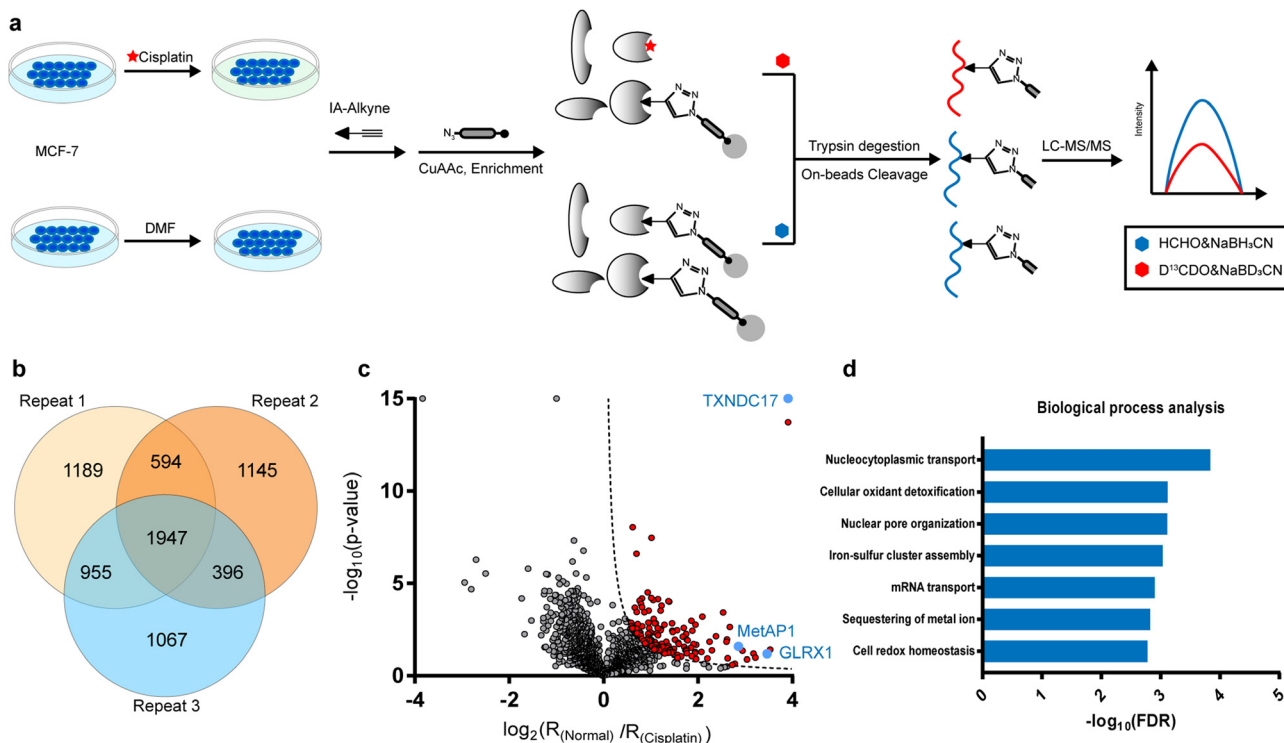 a
Cisplatin
MCF-7
DMF
IA-Alkyne
N₃
CuAAc, Enrichment
N
N
N
N
N
N
N
N
N
Trypsin degestion
On-beads Cleavage
N
N
N
N
N
N
N
N
N
LC-MS/MS
Intensity
HCHO&NaBH₃CN
D¹³CDO&NaBD₃CN
b
Repeat 1
Repeat 2
1189
594
1145
1947
955
396
1067
Repeat 3
c
15
10
5
0
-log₁₀(p-value)
TXNDC17
MetAP1
GLRX1
-4
-2
0
2
4
log₂(R(Normal) /R(Cisplatin))
d
Biological process analysis
Nucleocytoplasmic transport
Cellular oxidant detoxification
Nuclear pore organization
Iron-sulfur cluster assembly
mRNA transport
Sequestering of metal ion
Cell redox homeostasis
0
1
2
3
4
5
-log₁₀(FDR)